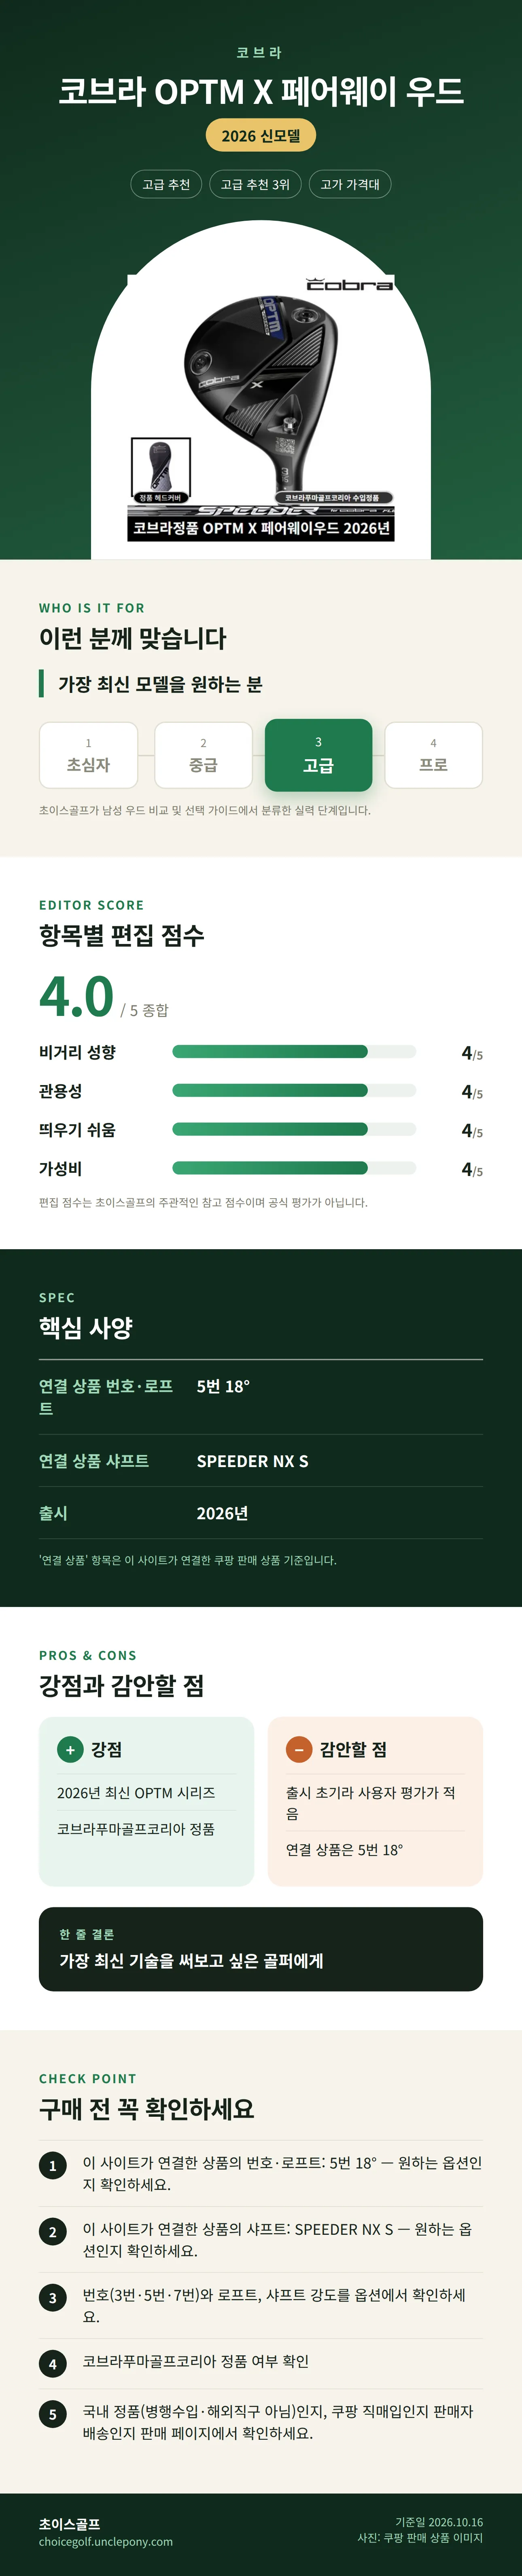 코브라
코브라 OPTM X 페어웨이 우드
2026 신모델
고급 추천
고급 추천 3위
고가 가격대
cobra
OPTM
cobra
X
정품 헤드커버
코브라푸마골프코리아 수입정품
SPEEDER
for Cobra
코브라정품 OPTM X 페어웨이우드 2026년
WHO IS IT FOR
이런 분께 맞습니다
가장 최신 모델을 원하는 분
1
초심자
2
중급
3
고급
4
프로
초이스골프가 남성 우드 비교 및 선택 가이드에서 분류한 실력 단계입니다.
EDITOR SCORE
항목별 편집 점수
4.0 / 5 종합
비거리 성향 4/5
관용성 4/5
띄우기 쉬움 4/5
가성비 4/5
편집 점수는 초이스골프의 주관적인 참고 점수이며 공식 평가가 아닙니다.
SPEC
핵심 사양
연결 상품 번호·로프 5번 18°
트
연결 상품 샤프트 SPEEDER NX S
출시 2026년
'연결 상품' 항목은 이 사이트가 연결한 쿠팡 판매 상품 기준입니다.
PROS & CONS
강점과 감안할 점
+ 강점
2026년 최신 OPTM 시리즈
코브라푸마골프코리아 정품
− 감안할 점
출시 초기라 사용자 평가가 적
음
연결 상품은 5번 18°
한 줄 결론
가장 최신 기술을 써보고 싶은 골퍼에게
CHECK POINT
구매 전 꼭 확인하세요
1 이 사이트가 연결한 상품의 번호·로프트: 5번 18° — 원하는 옵션인
지 확인하세요.
2 이 사이트가 연결한 상품의 샤프트: SPEEDER NX S — 원하는 옵
션인지 확인하세요.
3 번호(3번·5번·7번)와 로프트, 샤프트 강도를 옵션에서 확인하세
요.
4 코브라푸마골프코리아 정품 여부 확인
5 국내 정품(병행수입·해외직구 아님)인지, 쿠팡 직매입인지 판매자
배송인지 판매 페이지에서 확인하세요.
초이스골프
choicegolf.unclepony.com
기준일 2026.10.16
사진: 쿠팡 판매 상품 이미지